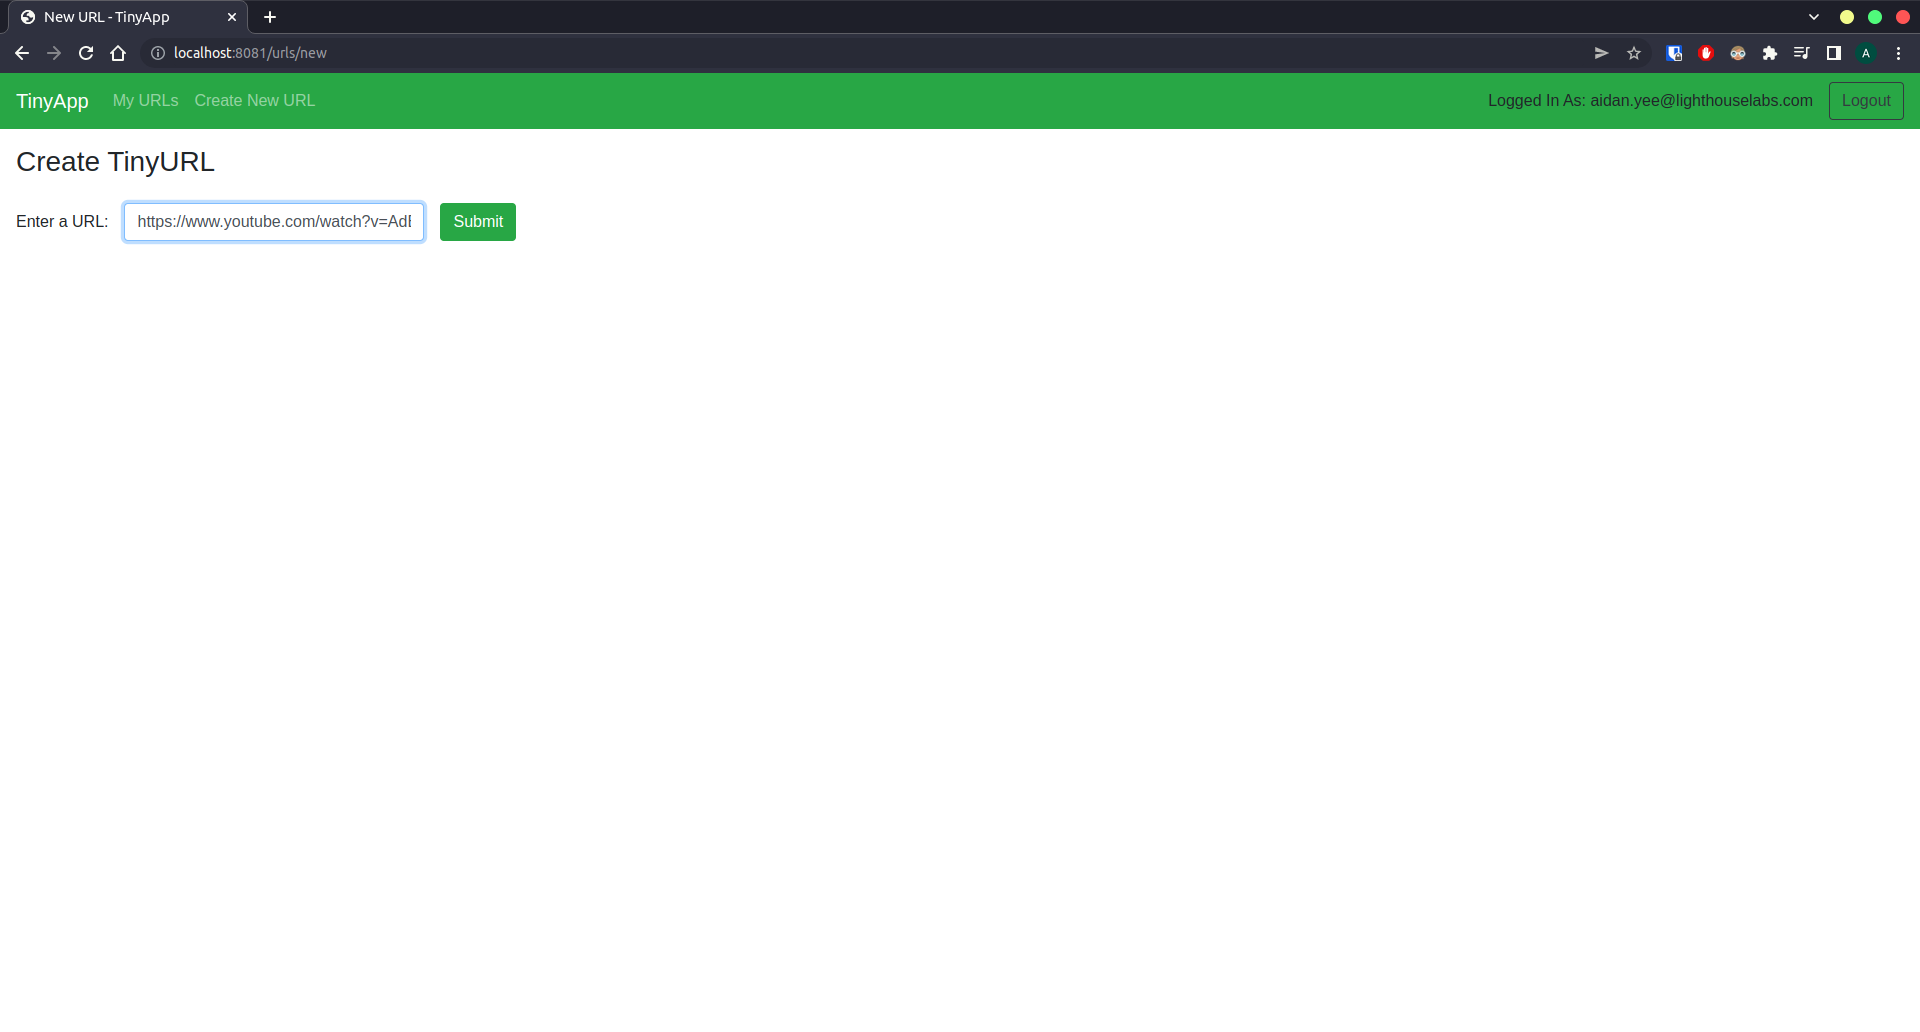 New URL - TinyApp
localhost:8081/urls/new
A
TinyApp My URLs Create New URL Logged In As: aidan.yee@lighthouselabs.com Logout
Create TinyURL
Enter a URL: https://www.youtube.com/watch?v=Ad Submit